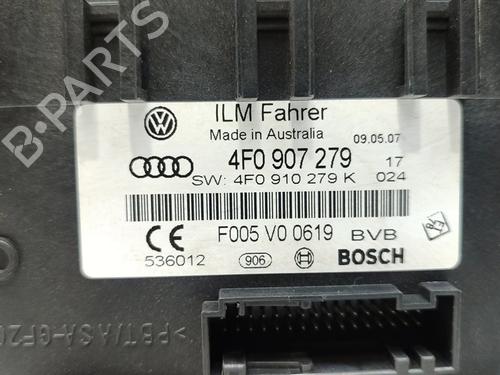 ILM Fahrer
Made in Australia
09.05.07
4F0 907 279 17
SW: 4F0 910 279 K 024
F005 V0 0619 BVB
536012 906 BOSCH
B-PARTS